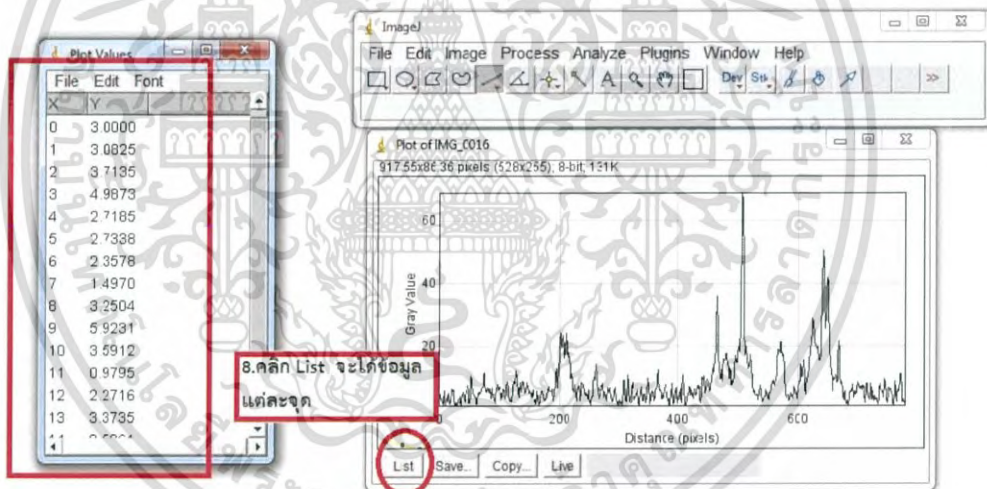 Plot Values
File Edit Font
X Y
0 3.0000
1 3.0825
2 3.7135
3 4.9873
4 2.7185
5 2.7338
6 2.3578
7 1.4970
8 3.2504
9 5.9231
10 3.5912
11 0.9795
12 2.2716
13 3.3735
8.คลิก List จะได้ข้อมูล
แต่ละจุด
ImageJ
File Edit Image Process Analyze Plugins Window Help
A Dev Stk >>
Plot of IMG_0016
917.55x86.36 pixels (528x255); 8-bit; 131K
60
40
20
Gray Value
0 200 400 600
Distance (pixels)
List Save... Copy... Live